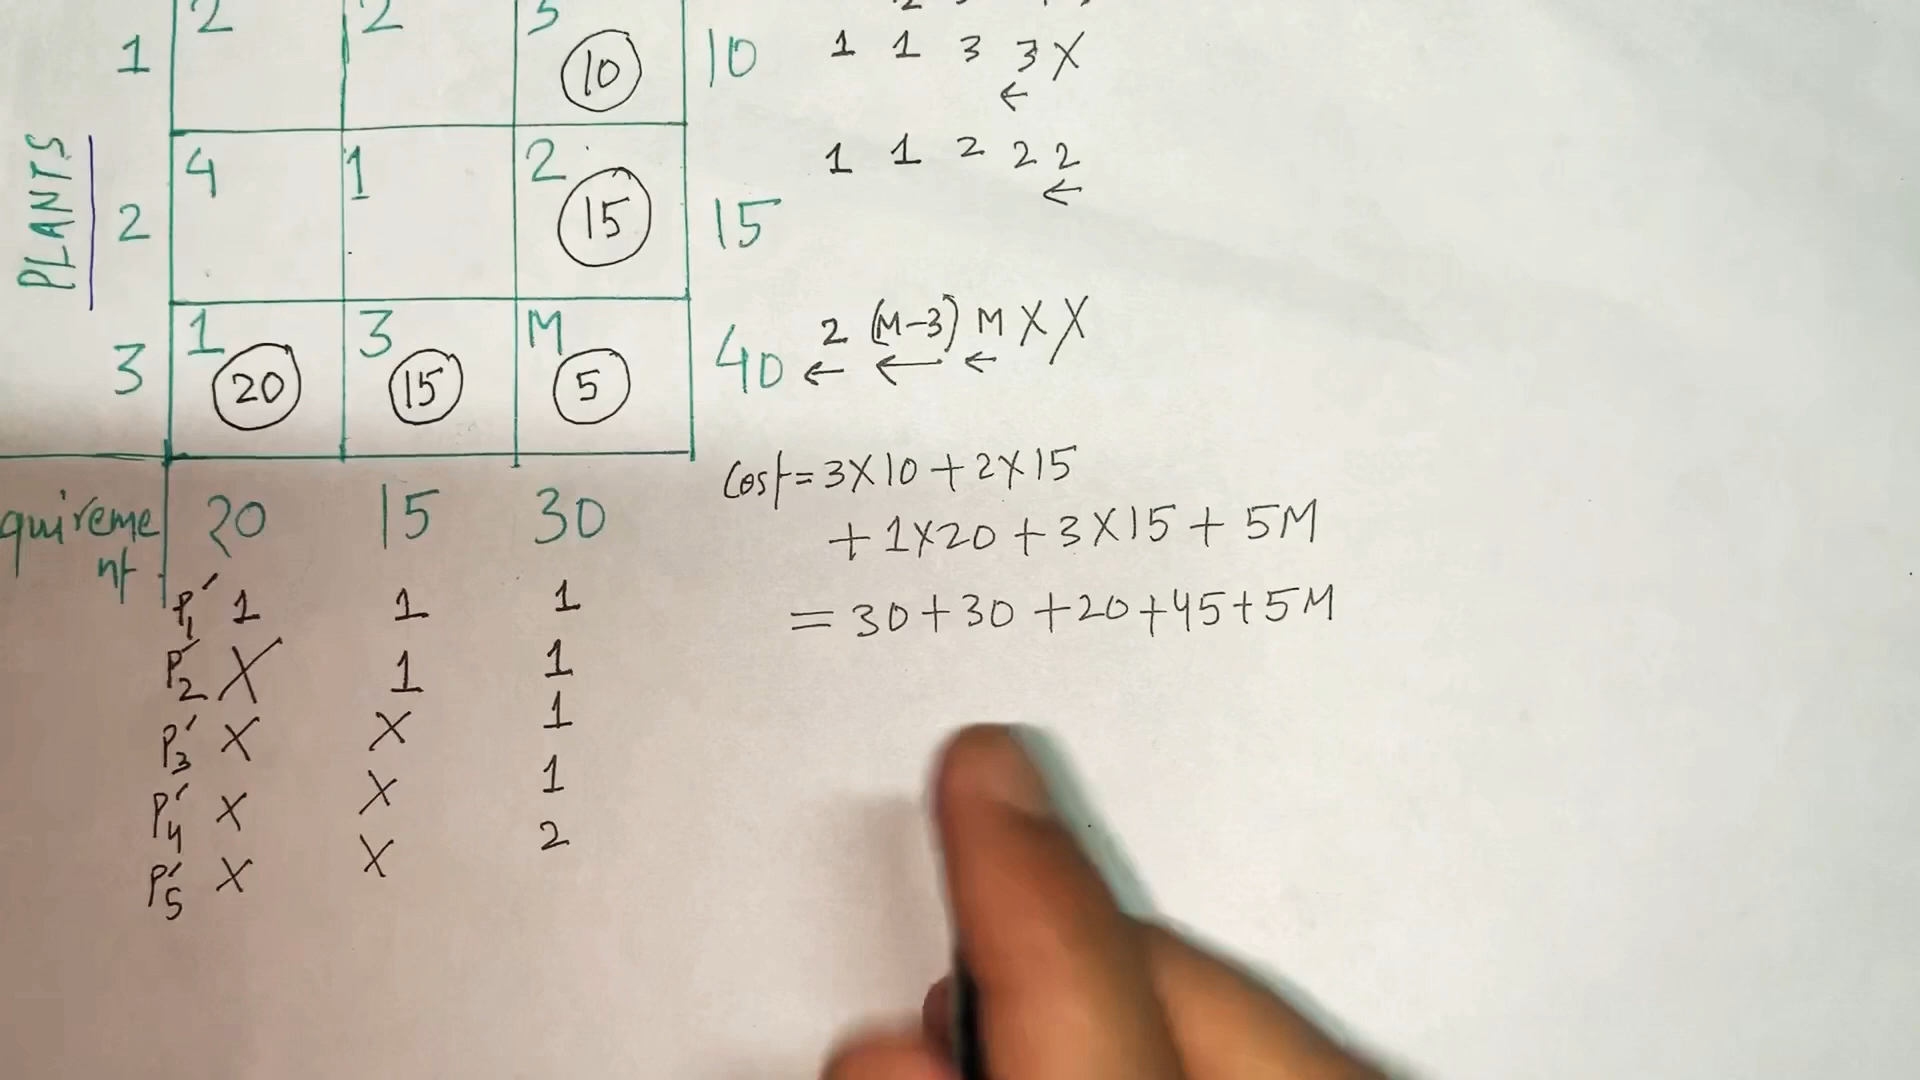 2 2 3
1 10 10 1 1 3 3 X
←
PLANTS
4 1 2 1 1 2 2 2
2 15 15 ←
1 3 M 2 (M-3) M X X
3 20 15 5 40 ← ← ←
Cost = 3X10 + 2X15
quireme 20 15 30 + 1X20 + 3X15 + 5M
nt
P₁′ 1 1 1 = 30+30+20+45+5M
P₂′ X 1 1
P₃′ X X 1
P₄′ X X 1
P₅′ X X 2